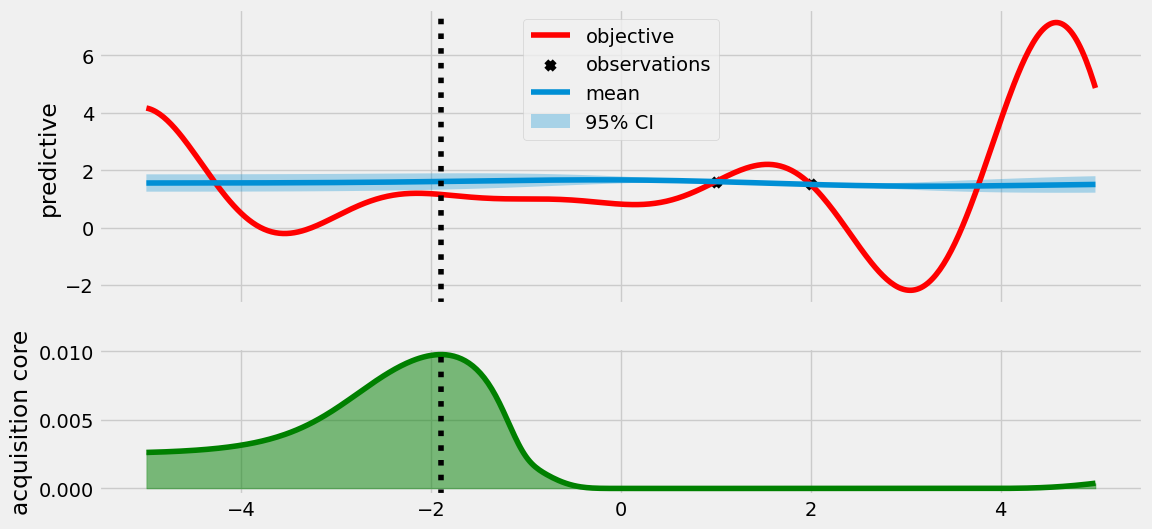 predictive
6
4
2
0
−2
objective
observations
mean
95% CI
acquisition core
0.010
0.005
0.000
−4
−2
0
2
4